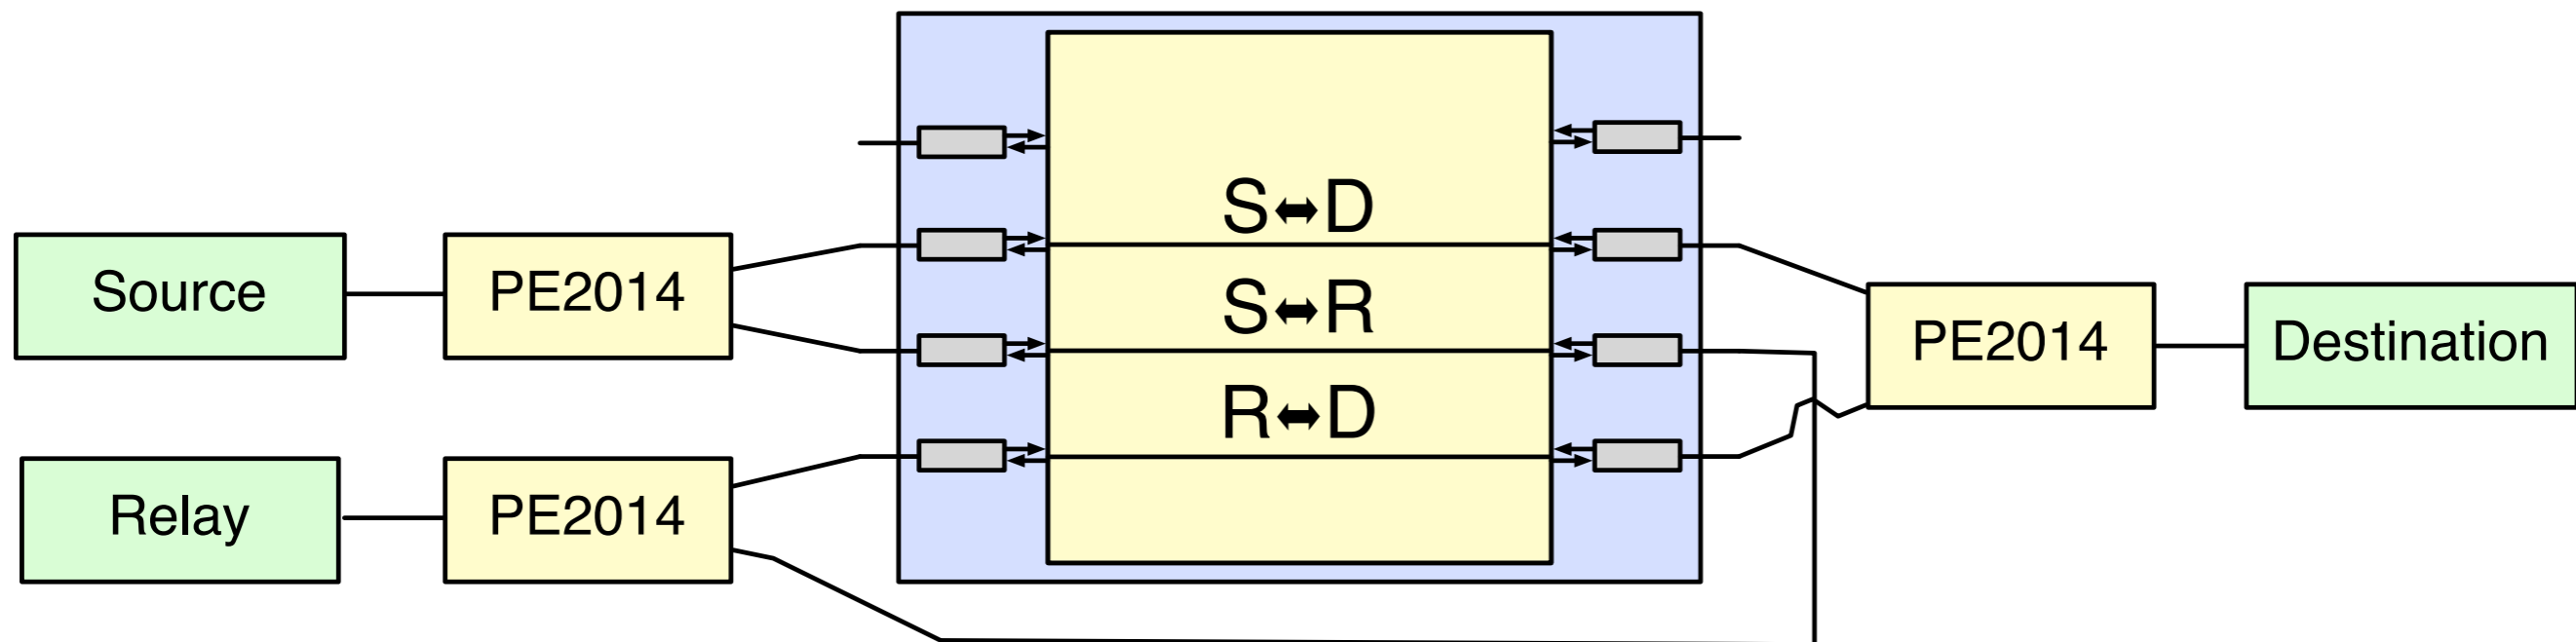 S⬌D
Source
PE2014
S⬌R
PE2014
Destination
R⬌D
Relay
PE2014